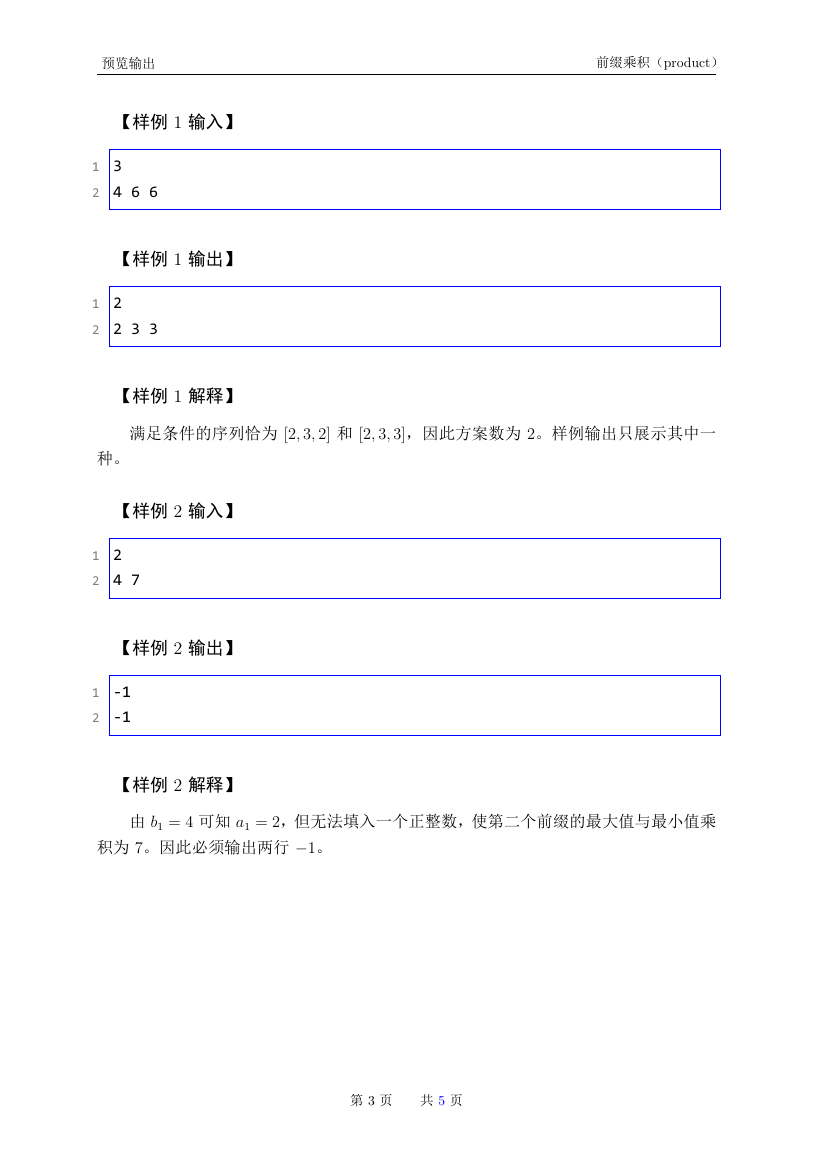 预览输出 前缀乘积（product）
【样例 1 输入】
1 3
2 4 6 6
【样例 1 输出】
1 2
2 2 3 3
【样例 1 解释】
满足条件的序列恰为 [2, 3, 2] 和 [2, 3, 3]，因此方案数为 2。样例输出只展示其中一
种。
【样例 2 输入】
1 2
2 4 7
【样例 2 输出】
1 -1
2 -1
【样例 2 解释】
由 b₁ = 4 可知 a₁ = 2，但无法填入一个正整数，使第二个前缀的最大值与最小值乘
积为 7。因此必须输出两行 −1。
第 3 页 共 5 页